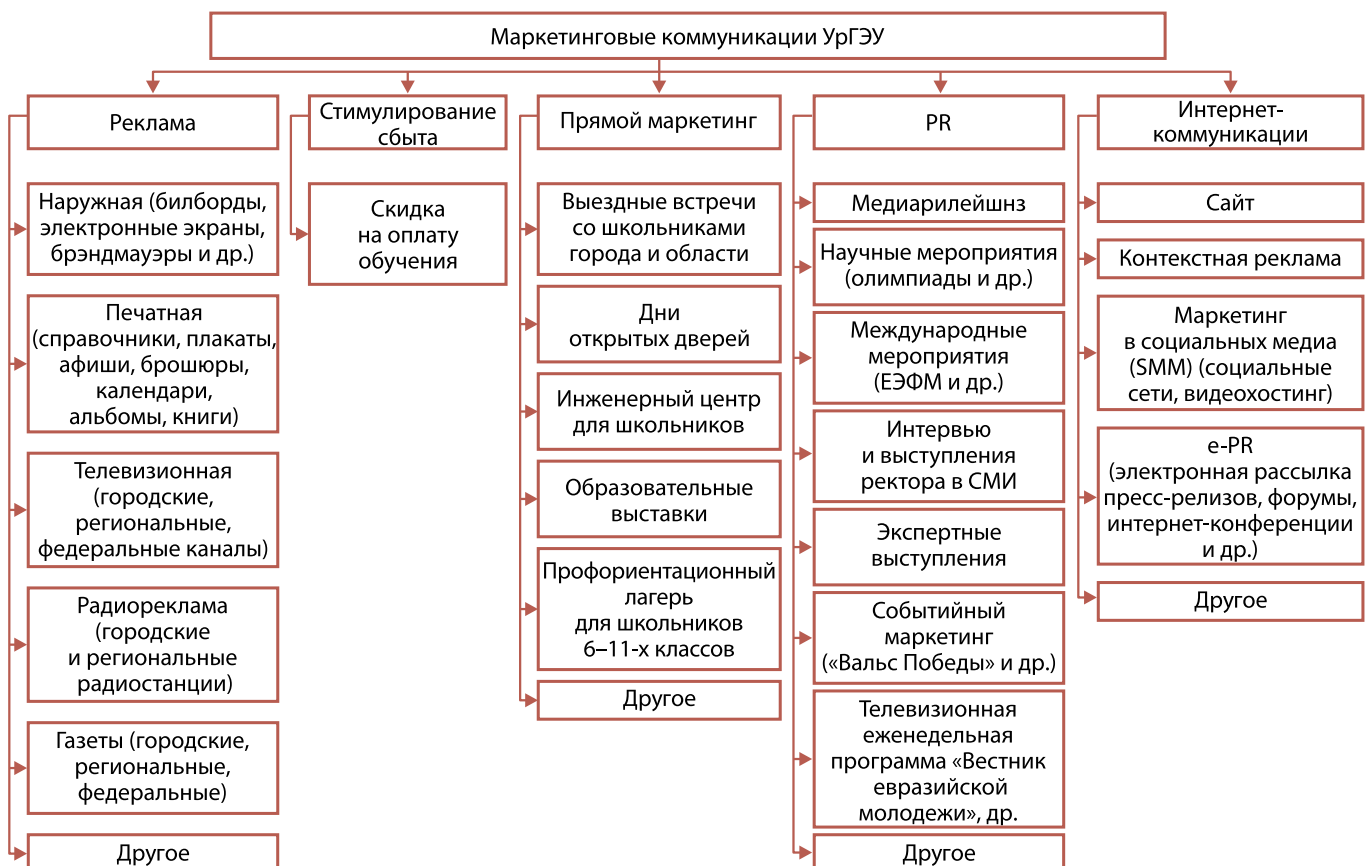 Маркетинговые коммуникации УрГЭУ
Реклама
Наружная (билборды,
электронные экраны,
брэндмауэры и др.)
Печатная
(справочники, плакаты,
афиши, брошюры,
календари,
альбомы, книги)
Телевизионная
(городские,
региональные,
федеральные каналы)
Радиореклама
(городские
и региональные
радиостанции)
Газеты (городские,
региональные,
федеральные)
Другое
Стимулирование
сбыта
Скидка
на оплату
обучения
Прямой маркетинг
Выездные встречи
со школьниками
города и области
Дни
открытых дверей
Инженерный центр
для школьников
Образовательные
выставки
Профориентационный
лагерь
для школьников
6–11-х классов
Другое
PR
Медиарилейшнз
Научные мероприятия
(олимпиады и др.)
Международные
мероприятия
(ЕЭФМ и др.)
Интервью
и выступления
ректора в СМИ
Экспертные
выступления
Событийный
маркетинг
(«Вальс Победы» и др.)
Телевизионная
еженедельная
программа «Вестник
евразийской
молодежи», др.
Другое
Интернет-
коммуникации
Сайт
Контекстная реклама
Маркетинг
в социальных медиа
(SMM) (социальные
сети, видеохостинг)
e-PR
(электронная рассылка
пресс-релизов, форумы,
интернет-конференции
и др.)
Другое